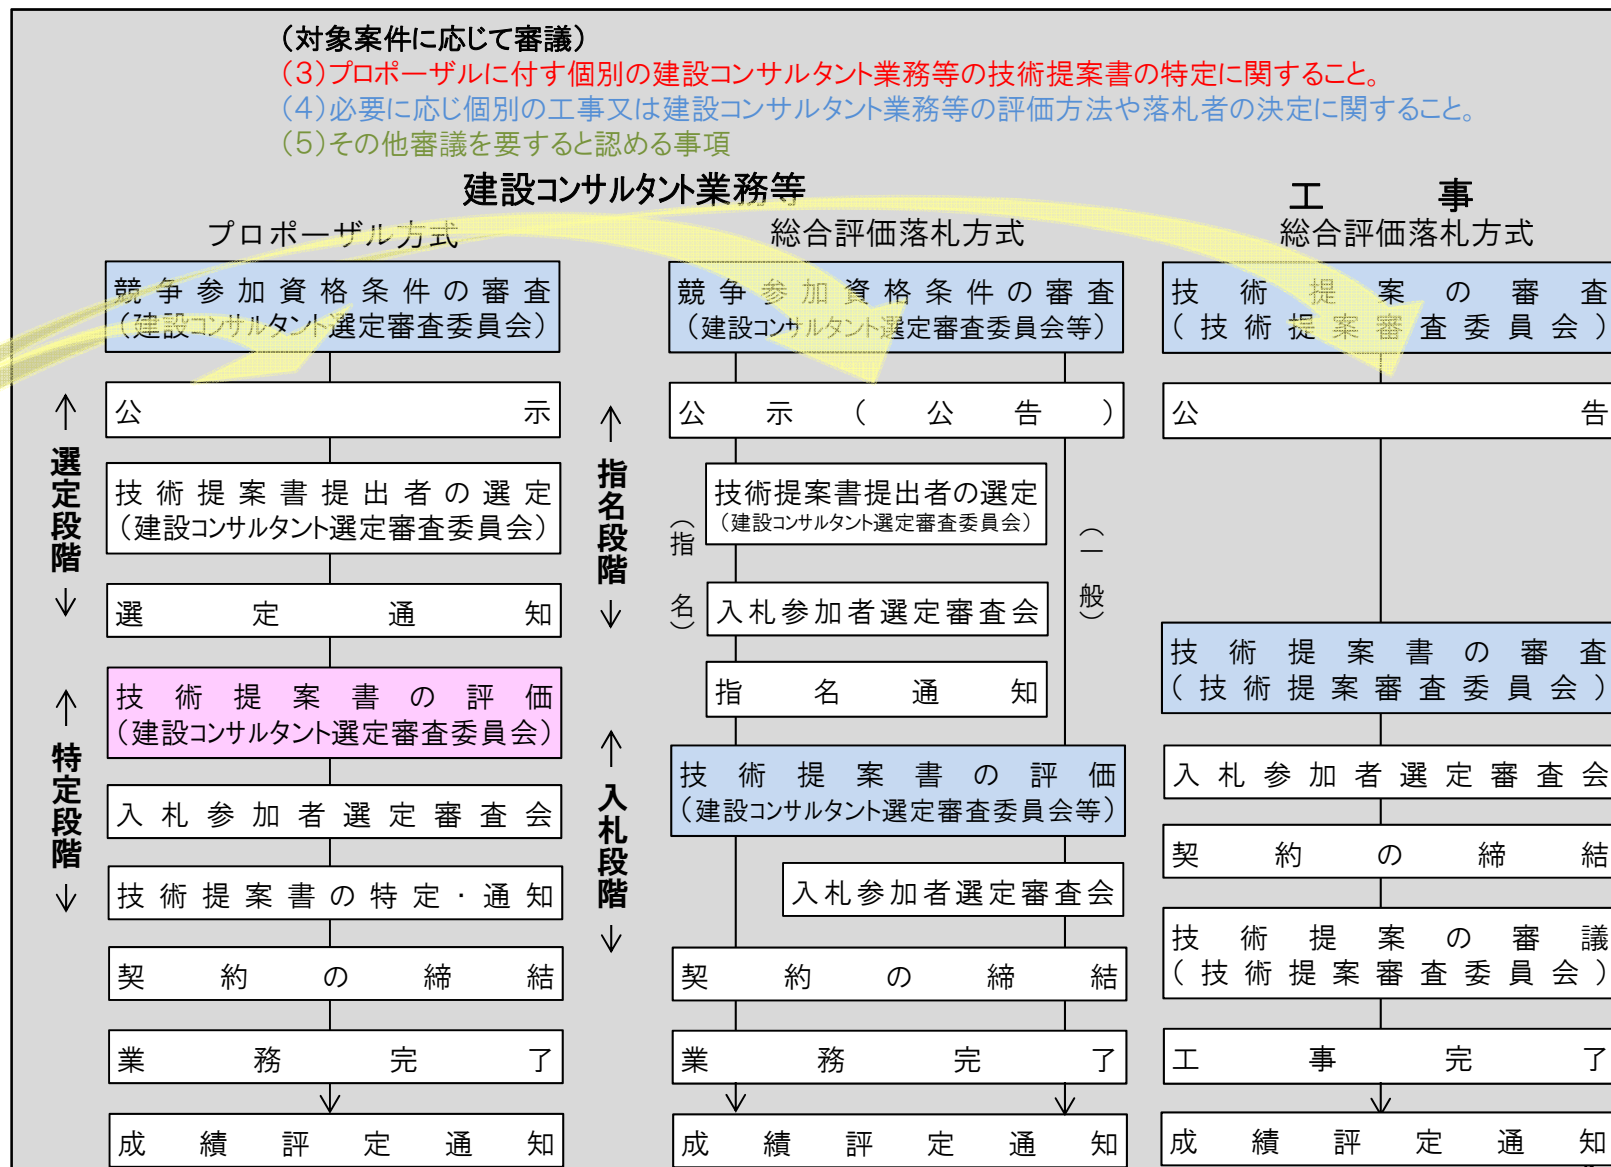 （対象案件に応じて審議）
（３）プロポーザルに付す個別の建設コンサルタント業務等の技術提案書の特定に関すること。
（４）必要に応じ個別の工事又は建設コンサルタント業務等の評価方法や落札者の決定に関すること。
（５）その他審議を要すると認める事項
建設コンサルタント業務等
プロポーザル方式
競争参加資格条件の審査
（建設コンサルタント選定審査委員会）
公示
技術提案書提出者の選定
（建設コンサルタント選定審査委員会）
選定通知
技術提案書の評価
（建設コンサルタント選定審査委員会）
入札参加者選定審査会
技術提案書の特定・通知
契約の締結
業務完了
成績評定通知
↑選定段階↓
↑特定段階↓
総合評価落札方式
競争参加資格条件の審査
（建設コンサルタント選定審査委員会等）
公示（公告）
技術提案書提出者の選定
（建設コンサルタント選定審査委員会）
入札参加者選定審査会
指名通知
（指名）
（一般）
技術提案書の評価
（建設コンサルタント選定審査委員会等）
入札参加者選定審査会
契約の締結
業務完了
成績評定通知
↑指名段階↓
↑入札段階↓
工事
総合評価落札方式
技術提案の審査
（技術提案審査委員会）
公告
技術提案書の審査
（技術提案審査委員会）
入札参加者選定審査会
契約の締結
技術提案の審議
（技術提案審査委員会）
工事完了
成績評定通知